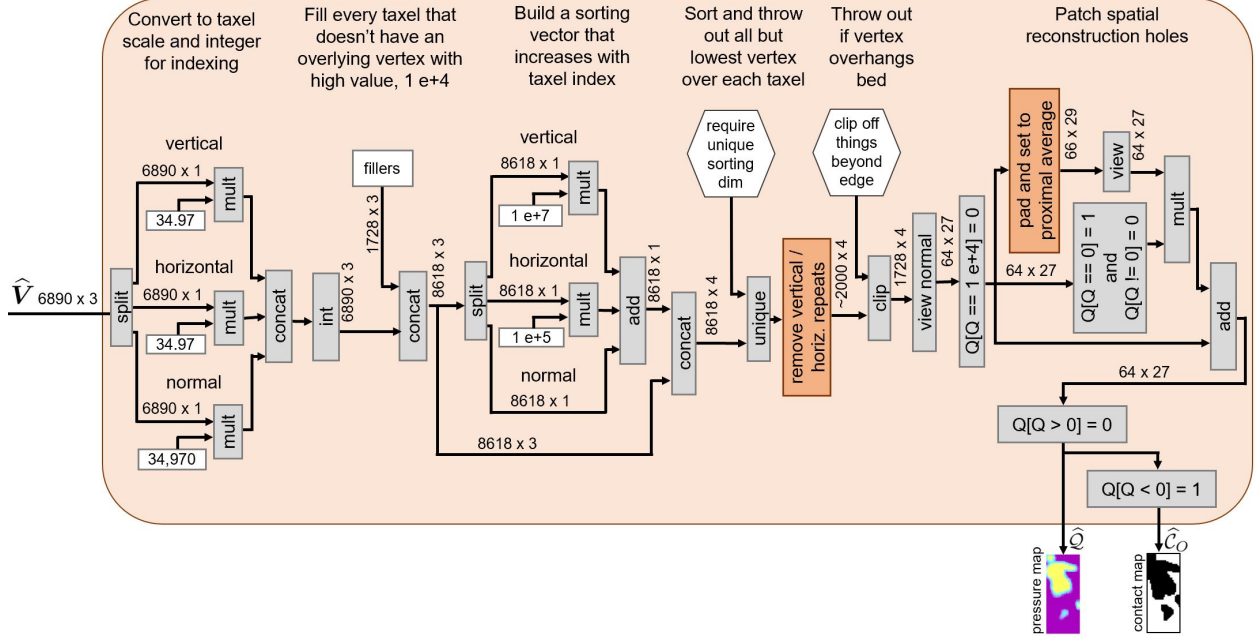 Convert to taxel
scale and integer
for indexing
Fill every taxel that
doesn't have an
overlying vertex with
high value, 1 e+4
Build a sorting
vector that
increases with
taxel index
Sort and throw
out all but
lowest vertex
over each taxel
Throw out
if vertex
overhangs
bed
Patch spatial
reconstruction holes
V̂ 6890 x 3
split
vertical
6890 x 1
34.97
mult
horizontal
6890 x 1
34.97
mult
normal
6890 x 1
34,970
mult
concat
int
6890 x 3
fillers
1728 x 3
concat
8618 x 3
split
vertical
8618 x 1
1 e+7
mult
horizontal
8618 x 1
1 e+5
mult
normal
8618 x 1
8618 x 3
add
8618 x 1
concat
8618 x 4
require
unique
sorting
dim
unique
remove vertical /
horiz. repeats
~2000 x 4
clip off
things
beyond
edge
clip
1728 x 4
view normal
64 x 27
Q[Q == 1 e+4] = 0
pad and set to
proximal average
66 x 29
view
64 x 27
64 x 27
Q[Q == 0] = 1
and
Q[Q != 0] = 0
mult
add
64 x 27
Q[Q > 0] = 0
Q[Q < 0] = 1
Q̂
Ĉ_O
pressure map
contact map